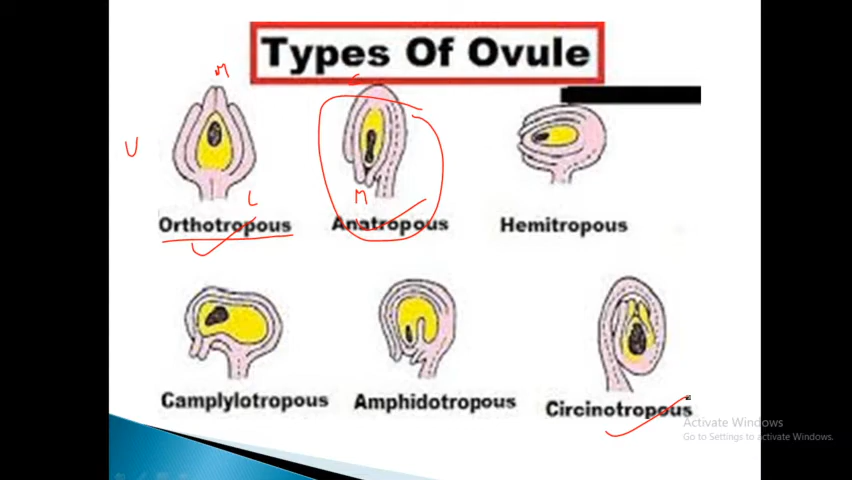 Types Of Ovule
M
U
L
M
Orthotropous
Anatropous
Hemitropous
Camplylotropous
Amphidotropous
Circinotropous
Activate Windows
Go to Settings to activate Windows.